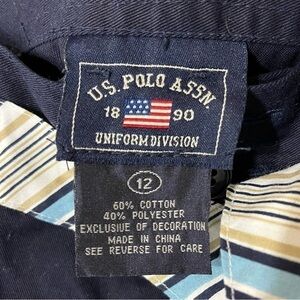 U.S. POLO ASSN
18 90
UNIFORM DIVISION
12
60% COTTON
40% POLYESTER
EXCLUSIVE OF DECORATION
MADE IN CHINA
SEE REVERSE FOR CARE